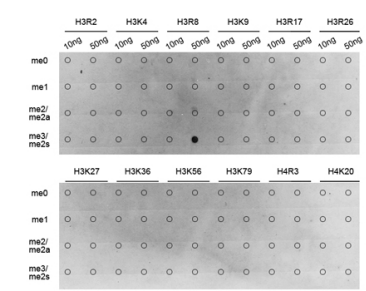 H3R2 H3K4 H3R8 H3K9 H3R17 H3R26
10ng 50ng 10ng 50ng 10ng 50ng 10ng 50ng 10ng 50ng 10ng 50ng
me0
me1
me2/
me2a
me3/
me2s
H3K27 H3K36 H3K56 H3K79 H4R3 H4K20
me0
me1
me2/
me2a
me3/
me2s